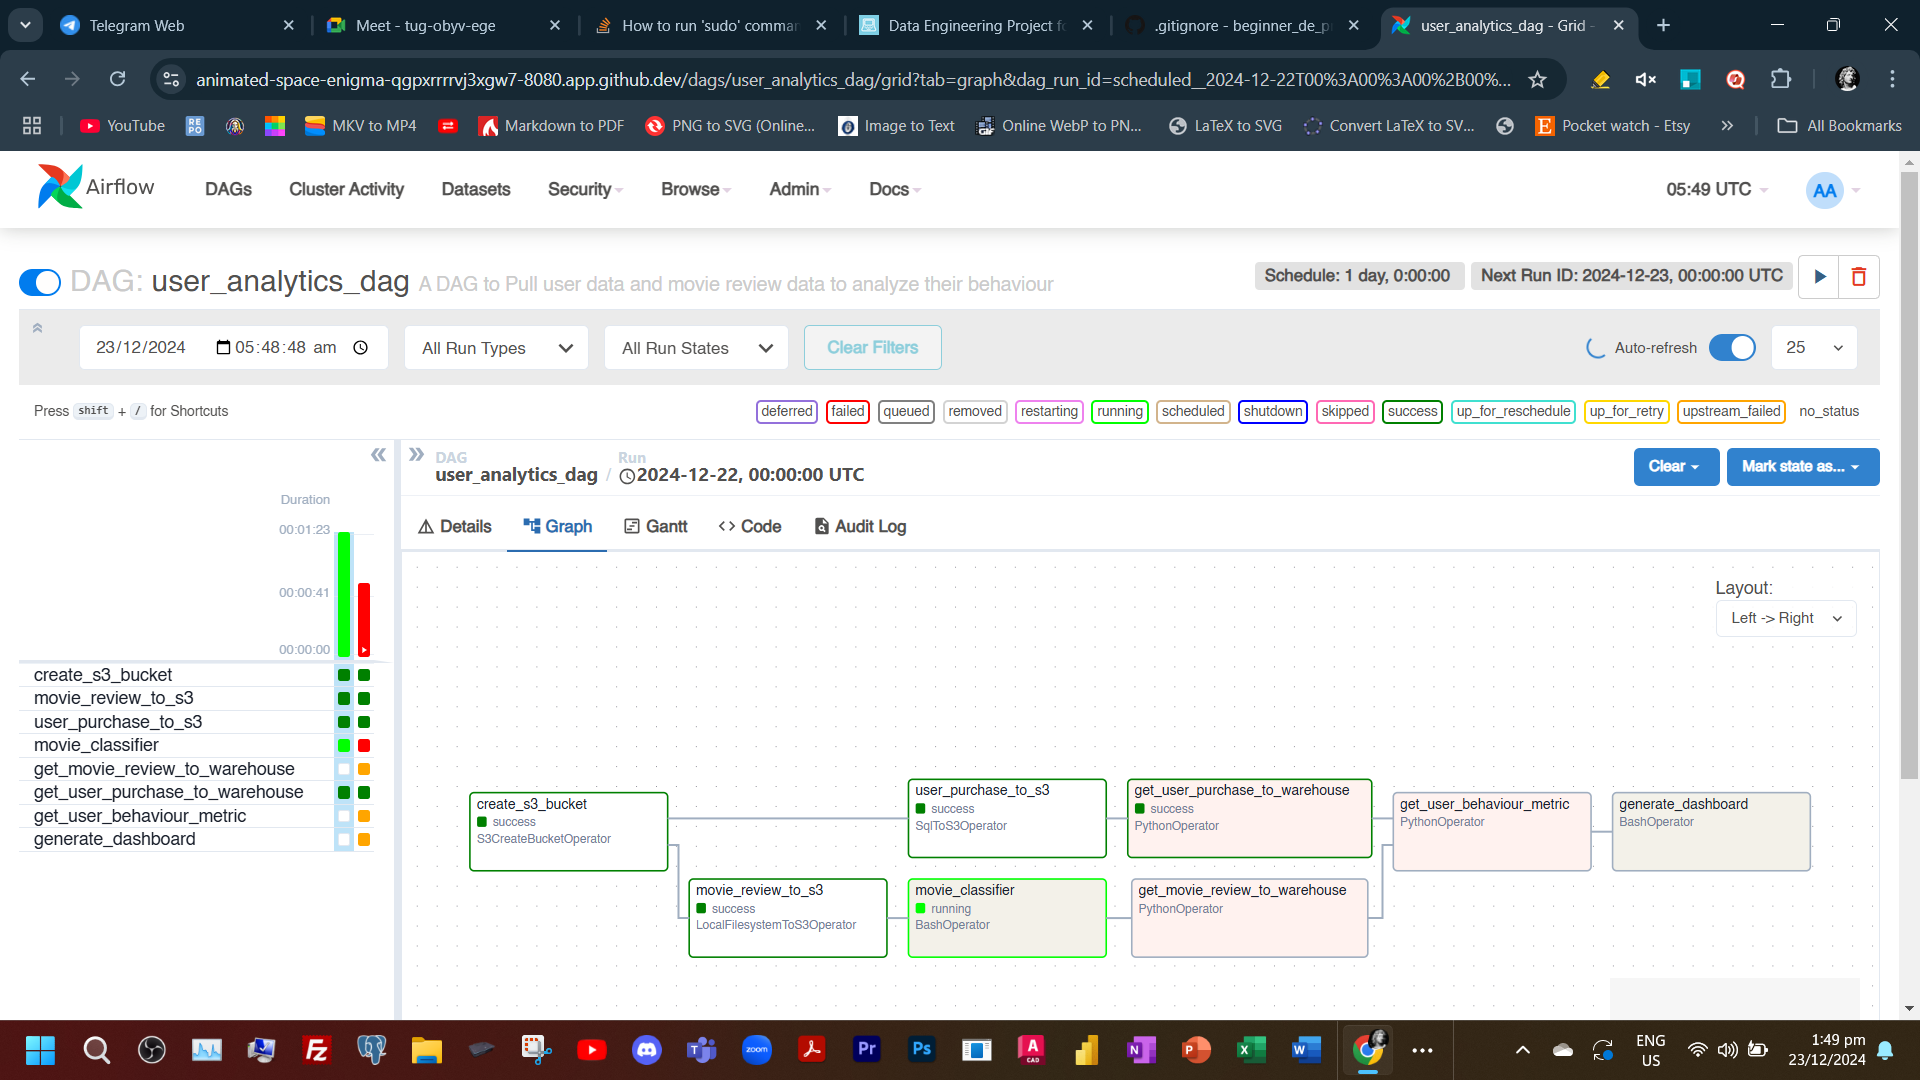 Telegram Web
Meet - tug-obyv-ege
How to run 'sudo' comman
Data Engineering Project fo
.gitignore - beginner_de_pr
user_analytics_dag - Grid -
animated-space-enigma-qgpxrrrrvj3xgw7-8080.app.github.dev/dags/user_analytics_dag/grid?tab=graph&dag_run_id=scheduled__2024-12-22T00%3A00%3A00%2B00%...
YouTube
MKV to MP4
Markdown to PDF
PNG to SVG (Online...
Image to Text
Online WebP to PN...
LaTeX to SVG
Convert LaTeX to SV...
Pocket watch - Etsy
All Bookmarks
Airflow
DAGs
Cluster Activity
Datasets
Security
Browse
Admin
Docs
05:49 UTC
AA
DAG: user_analytics_dag A DAG to Pull user data and movie review data to analyze their behaviour
Schedule: 1 day, 0:00:00
Next Run ID: 2024-12-23, 00:00:00 UTC
23/12/2024 05:48:48 am
All Run Types
All Run States
Clear Filters
Auto-refresh
25
Press shift + / for Shortcuts
deferred
failed
queued
removed
restarting
running
scheduled
shutdown
skipped
success
up_for_reschedule
up_for_retry
upstream_failed
no_status
DAG
user_analytics_dag
/
Run
2024-12-22, 00:00:00 UTC
Clear
Mark state as...
Details
Graph
Gantt
Code
Audit Log
Duration
00:01:23
00:00:41
00:00:00
create_s3_bucket
movie_review_to_s3
user_purchase_to_s3
movie_classifier
get_movie_review_to_warehouse
get_user_purchase_to_warehouse
get_user_behaviour_metric
generate_dashboard
Layout:
Left -> Right
create_s3_bucket
success
S3CreateBucketOperator
user_purchase_to_s3
success
SqlToS3Operator
get_user_purchase_to_warehouse
success
PythonOperator
get_user_behaviour_metric
PythonOperator
generate_dashboard
BashOperator
movie_review_to_s3
success
LocalFilesystemToS3Operator
movie_classifier
running
BashOperator
get_movie_review_to_warehouse
PythonOperator
zoom
Pr
Ps
A
CAD
ENG
US
1:49 pm
23/12/2024